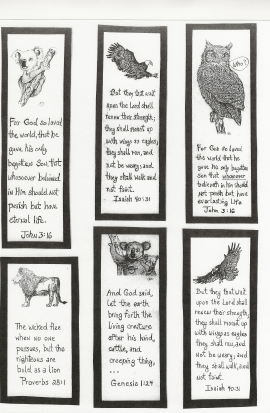 For God so loved
the world, that he
gave his only
begotten Son, that
whosoever believed
in Him should not
perish but have
eternal life.
John 3:16
But they that wait
upon the Lord shall
renew their strength;
they shall mount up
with wings as eagles;
they shall run, and
not be weary; and
they shall walk, and
not faint.
Isaiah 40:31
Who?
For God so loved
the world that he
gave his only begotten
son that whosoever
believeth in him should
not perish but have
everlasting life
John 3:16
The wicked flee
when no one
pursues, but the
righteous are
bold as a lion
Proverbs 28:1
And God said,
Let the earth
bring forth the
living creature
after his kind,
cattle, and
creeping thing,
...
Genesis 1:24
But they that wait
upon the Lord shall
renew their strength,
they shall mount up
with wings as eagles
they shall run, and
not be weary; and
they shall walk, and
not faint.
Isaiah 40:31